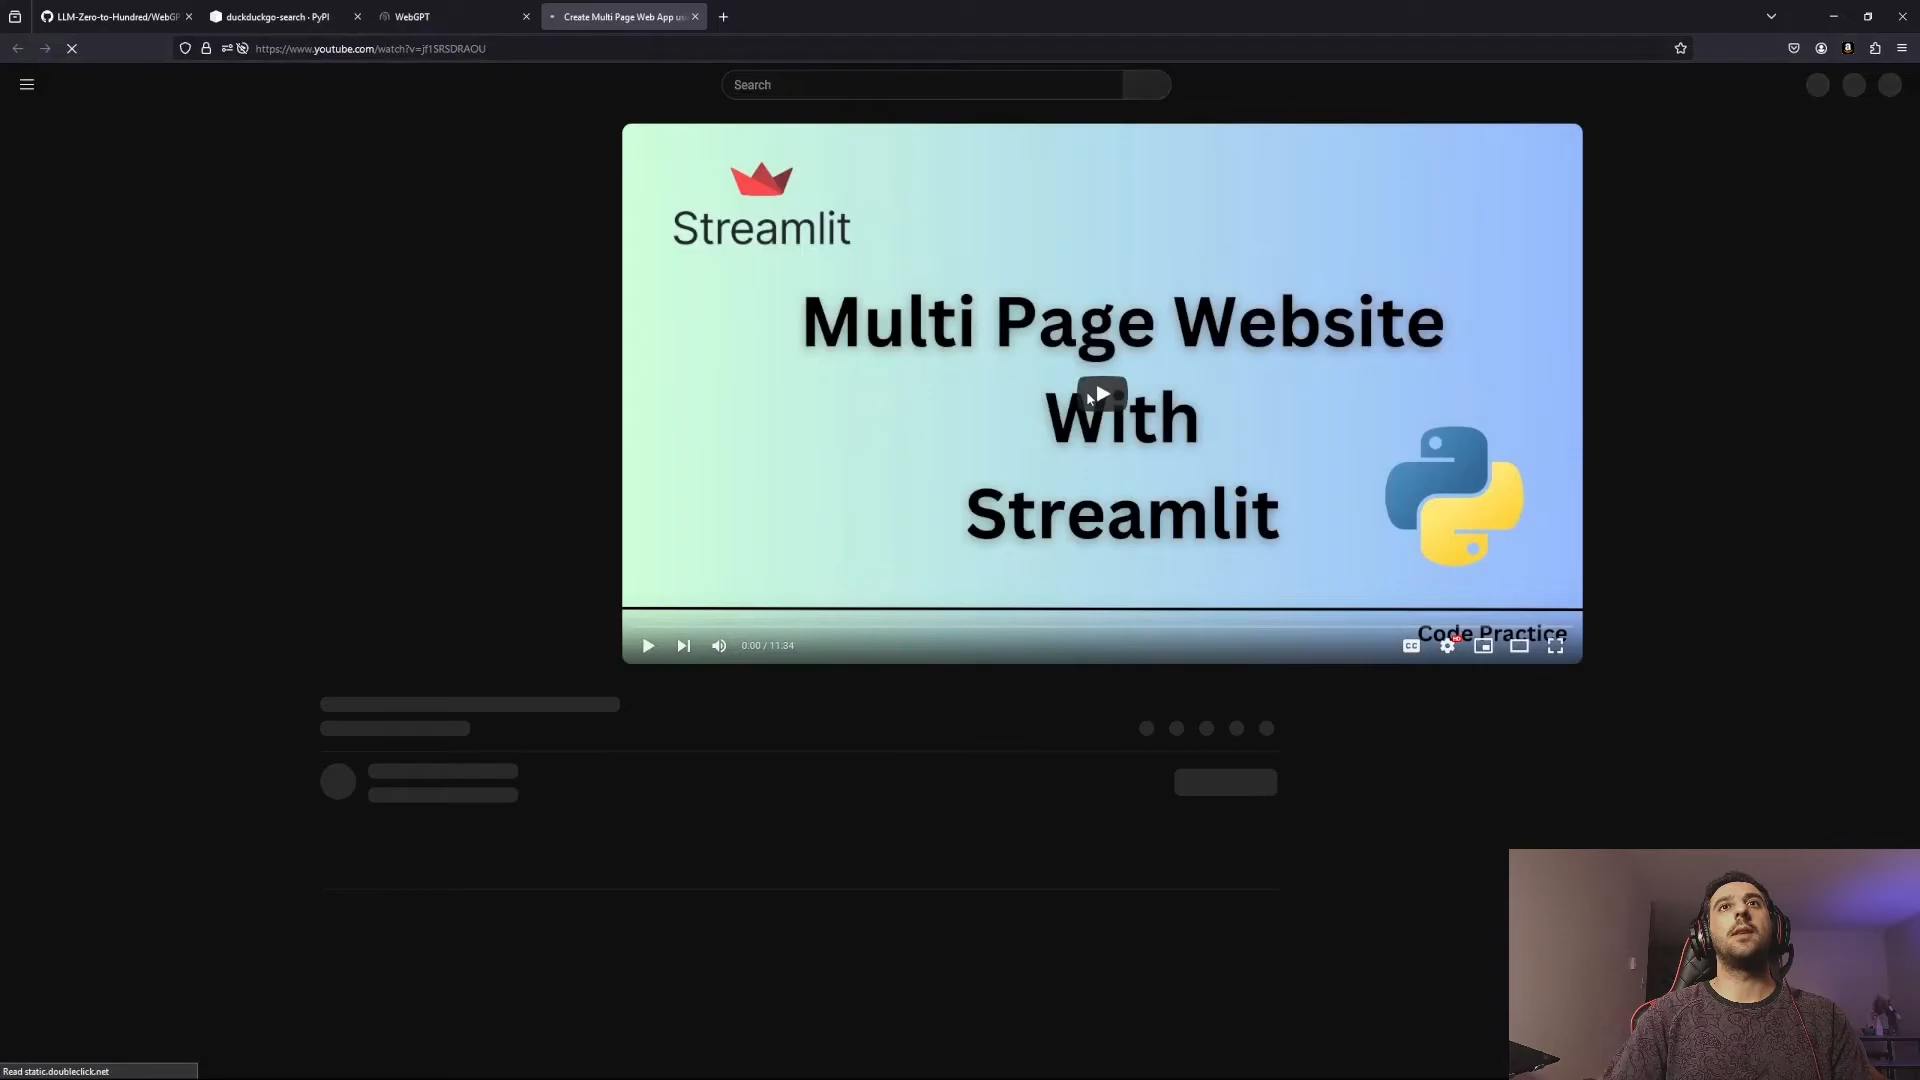 LLM-Zero-to-Hundred/WebGP
duckduckgo-search · PyPI
WebGPT
Create Multi Page Web App us
https://www.youtube.com/watch?v=jf1SRSDRAOU
Search
Streamlit
Multi Page Website
With
Streamlit
Code Practice
0:00 / 11:34
CC
HD
Read static.doubleclick.net